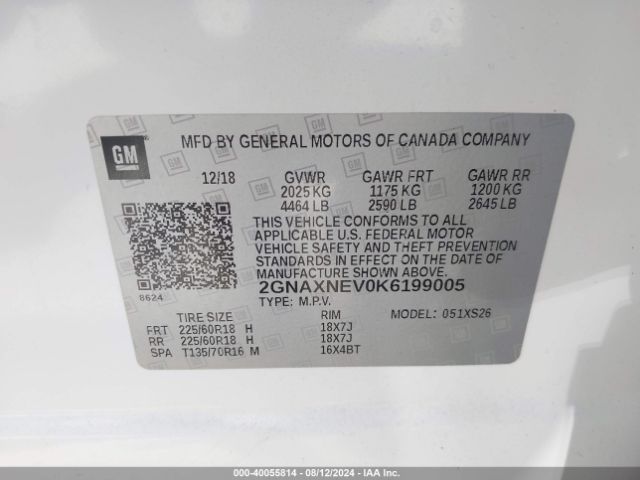 GM
MFD BY GENERAL MOTORS OF CANADA COMPANY
12/18 GVWR GAWR FRT GAWR RR
2025 KG 1175 KG 1200 KG
4464 LB 2590 LB 2645 LB
THIS VEHICLE CONFORMS TO ALL
APPLICABLE U.S. FEDERAL MOTOR
VEHICLE SAFETY AND THEFT PREVENTION
STANDARDS IN EFFECT ON THE DATE OF
MANUFACTURE SHOWN ABOVE.
8624
2GNAXNEV0K6199005
TYPE: M.P.V.
TIRE SIZE RIM MODEL: 051XS26
FRT 225/60R18 H 18X7J
RR 225/60R18 H 18X7J
SPA T135/70R16 M 16X4BT
000-40055814 - 08/12/2024 - IAAI.com